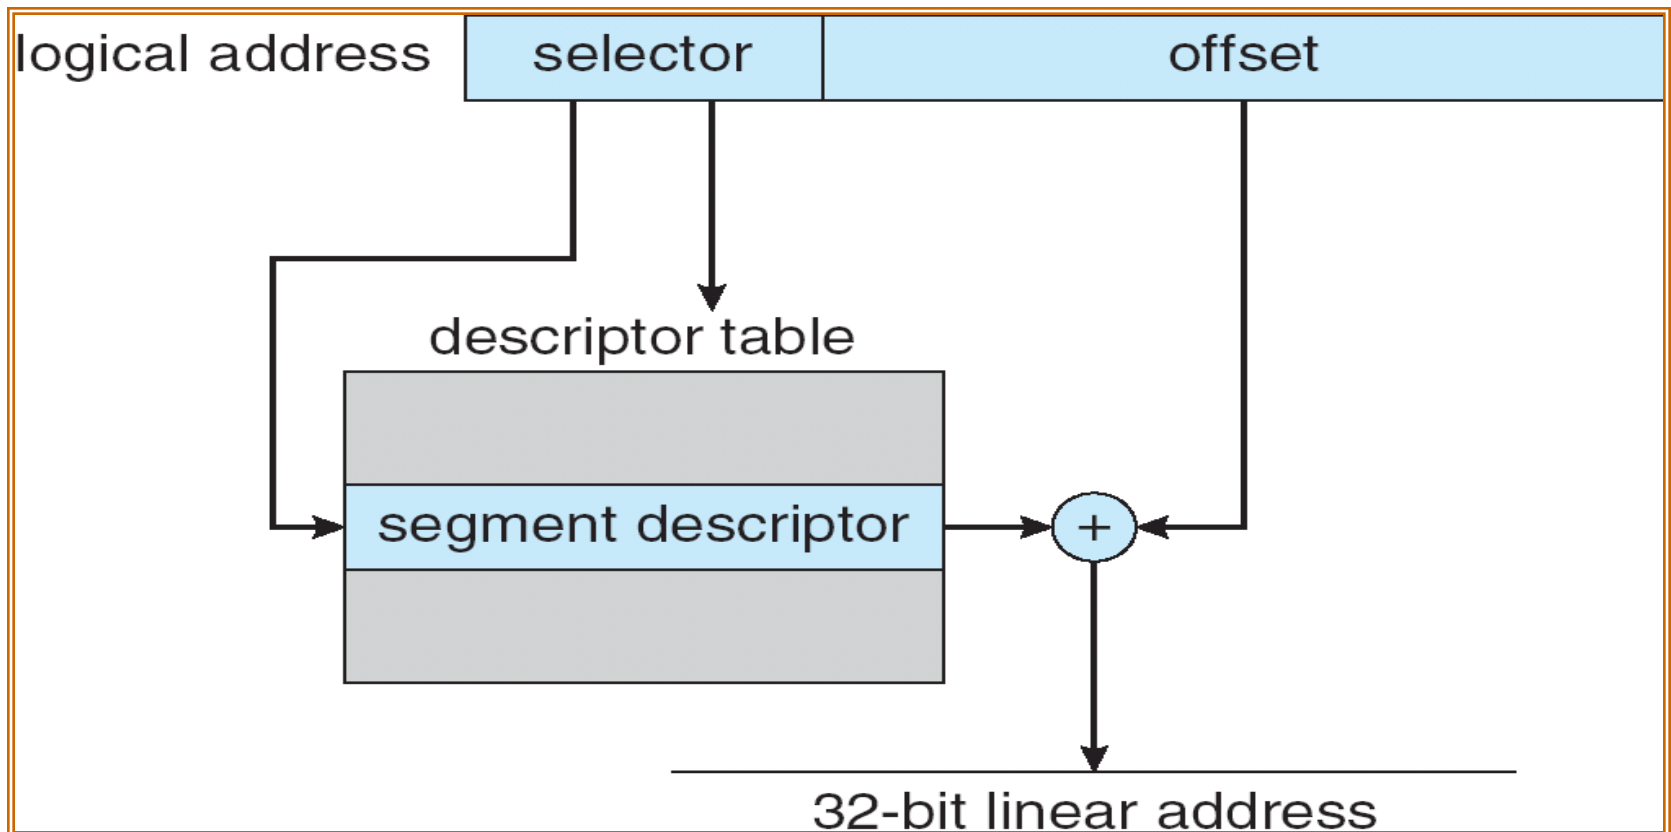 logical address selector offset
descriptor table
segment descriptor +
32-bit linear address